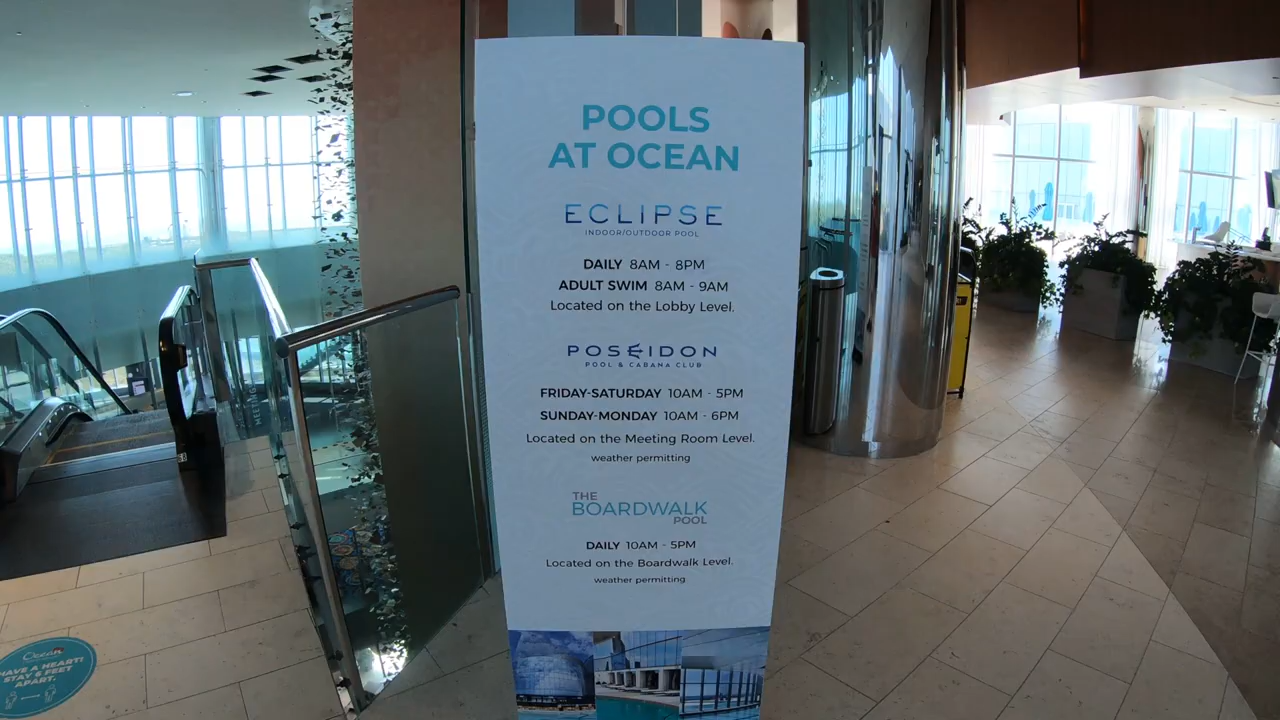 POOLS
AT OCEAN
ECLIPSE
INDOOR/OUTDOOR POOL
DAILY 8AM - 8PM
ADULT SWIM 8AM - 9AM
Located on the Lobby Level.
POSEIDON
POOL & CABANA CLUB
FRIDAY-SATURDAY 10AM - 5PM
SUNDAY-MONDAY 10AM - 6PM
Located on the Meeting Room Level.
weather permitting
THE
BOARDWALK
POOL
DAILY 10AM - 5PM
Located on the Boardwalk Level.
weather permitting
Ocean
HAVE A HEART!
STAY 6 FEET
APART.